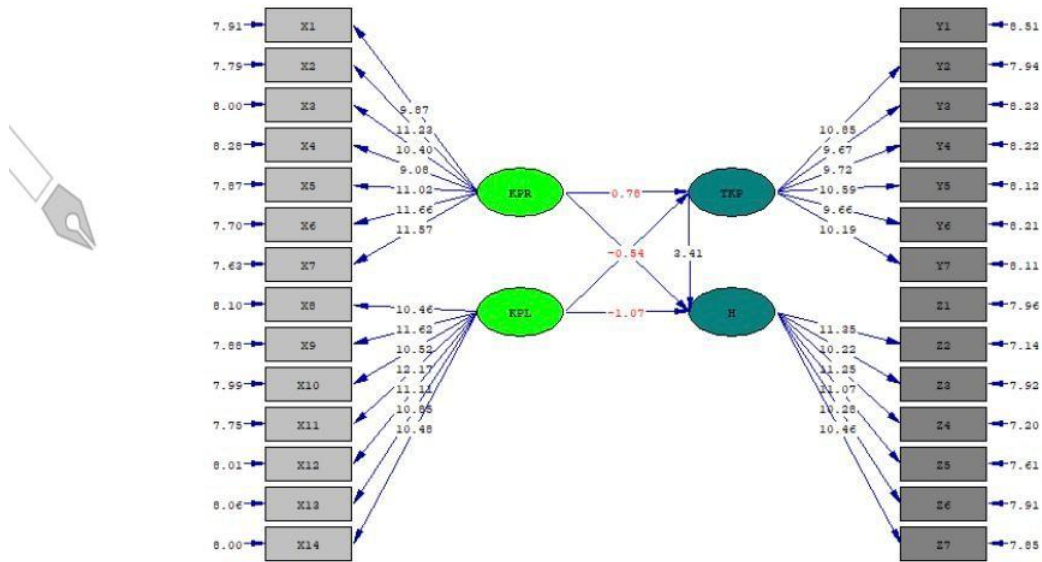 7.91 X1 Y1 8.51
7.79 X2 Y2 7.94
8.00 X3 Y3 8.23
9.87
8.28 X4 Y4 8.22
11.23 10.85
10.40 9.67
9.08 9.72
7.87 X5 Y5 8.12
11.02 KPR 0.78 TKP 10.59
11.66 9.66
7.70 X6 Y6 8.21
11.57 10.19
7.63 X7 -0.54 3.41 Y7 8.11
8.10 X8 Z1 7.96
10.46 KPL -1.07 H
11.62 11.35
7.88 X9 Z2 7.14
10.52 10.22
12.17 11.25
7.99 X10 Z3 7.92
11.11 11.07
10.85 10.28
7.75 X11 10.48 10.46 Z4 7.20
8.01 X12 Z5 7.61
8.06 X13 Z6 7.91
8.00 X14 Z7 7.85